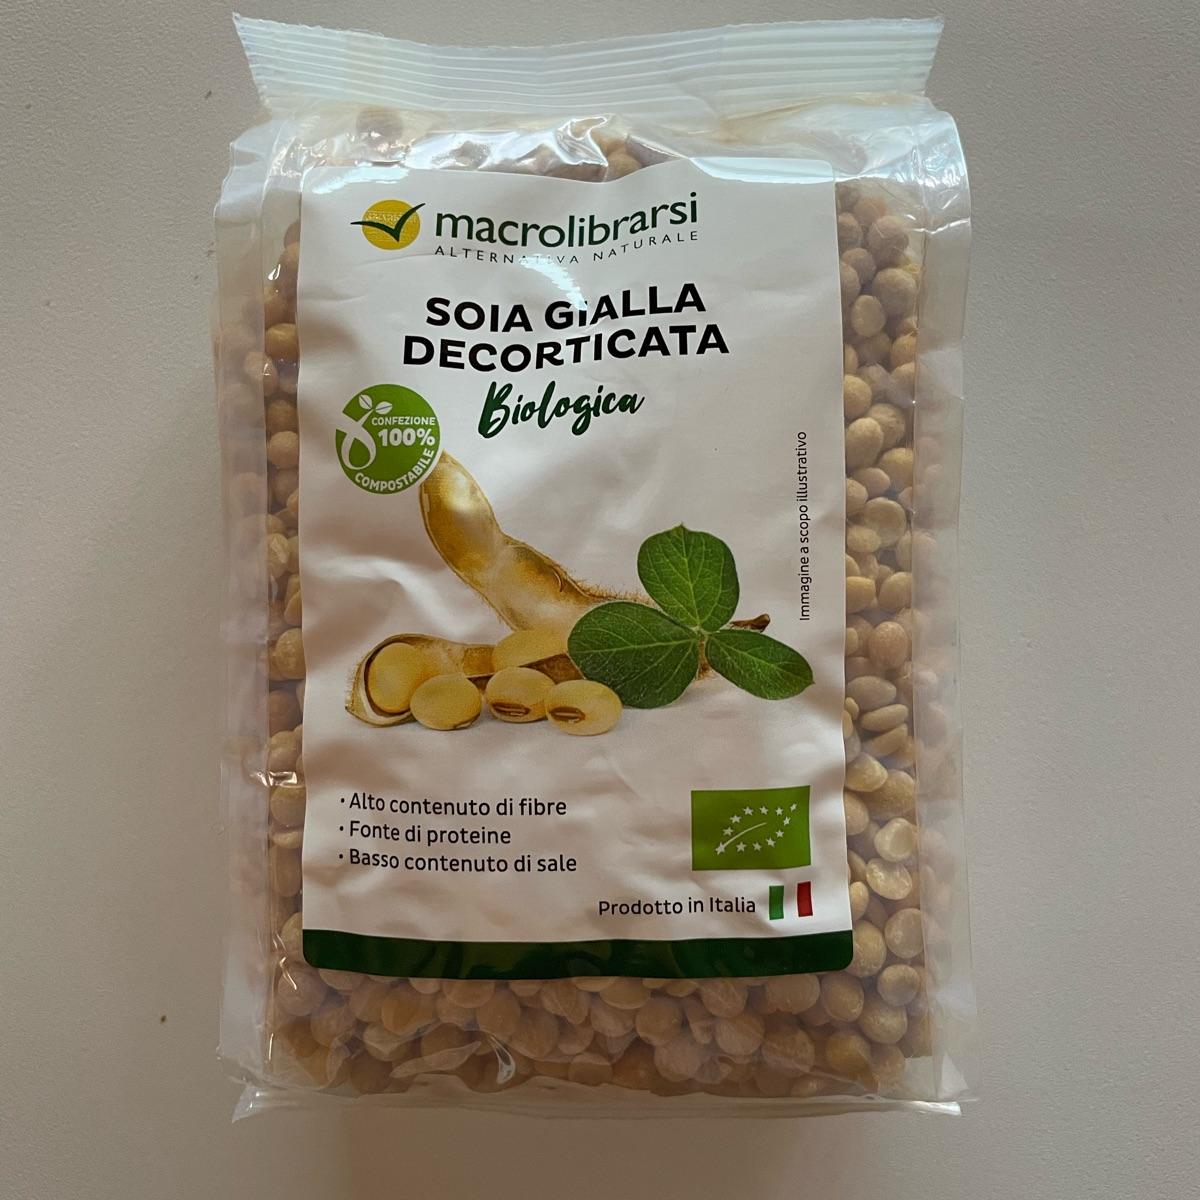 macrolibrarsi
ALTERNATIVA NATURALE
SOIA GIALLA
DECORTICATA
Biologica
CONFEZIONE
100%
COMPOSTABILE
Immagine a scopo illustrativo
• Alto contenuto di fibre
• Fonte di proteine
• Basso contenuto di sale
Prodotto in Italia